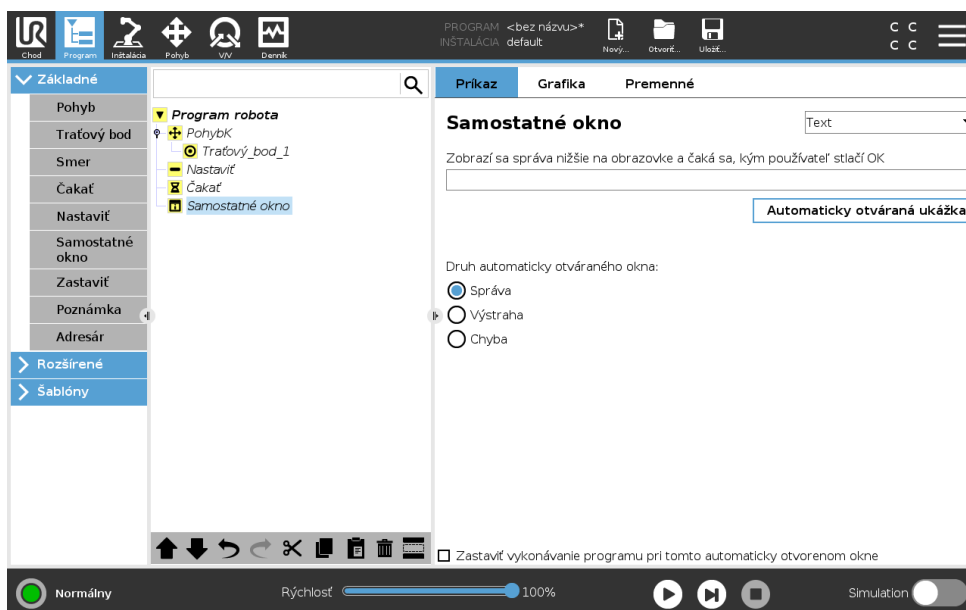 UR
Chod
Program
Inštalácia
Pohyb
V/V
Denník
PROGRAM <bez názvu>*
INŠTALÁCIA default
Nový...
Otvoriť...
Uložiť...
C C
C C
Základné
Pohyb
Traťový bod
Smer
Čakať
Nastaviť
Samostatné
okno
Zastaviť
Poznámka
Adresár
Rozšírené
Šablóny
Program robota
PohybK
Traťový_bod_1
Nastaviť
Čakať
Samostatné okno
Príkaz
Grafika
Premenné
Samostatné okno
Text
Zobrazí sa správa nižšie na obrazovke a čaká sa, kým používateľ stlačí OK
Automaticky otváraná ukážka
Druh automaticky otváraného okna:
Správa
Výstraha
Chyba
Zastaviť vykonávanie programu pri tomto automaticky otvorenom okne
Normálny
Rýchlosť
100%
Simulation